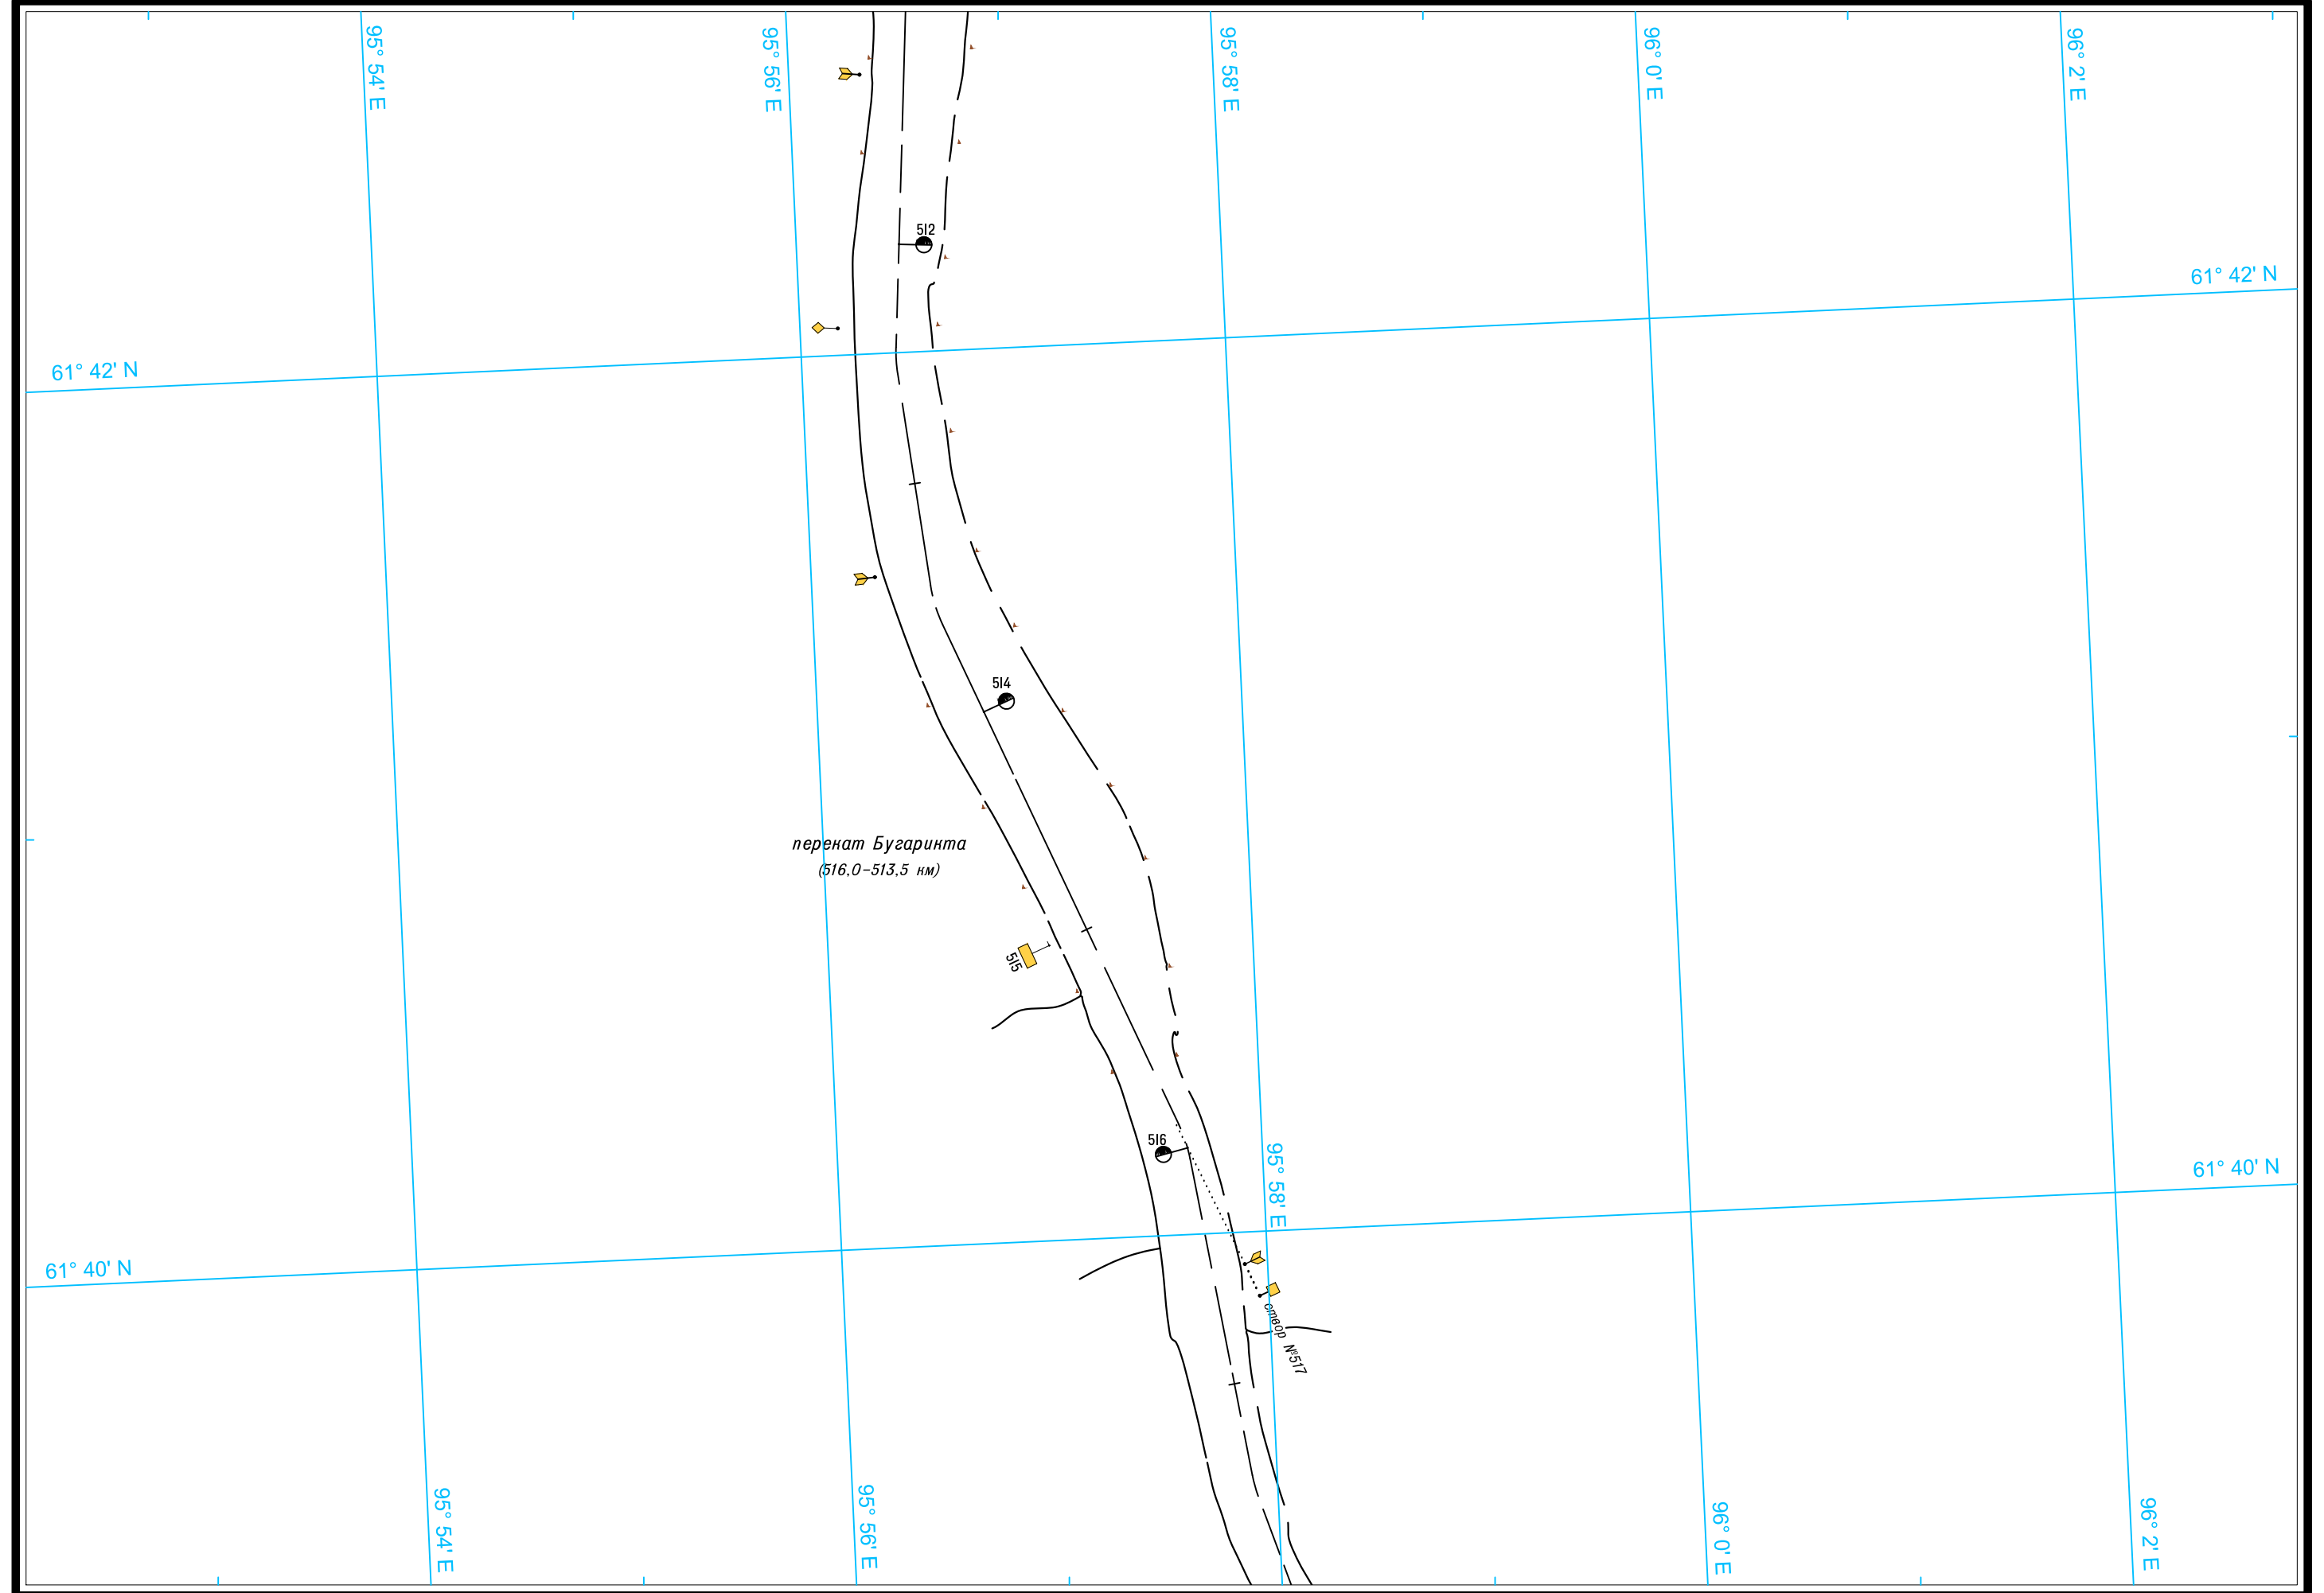 95° 54' E
95° 56' E
95° 58' E
96° 0' E
96° 2' E
512
61° 42' N
61° 42' N
514
перекат Бугарикта
(516,0-513,5 км)
515
516
95° 58' E
61° 40' N
61° 40' N
створ №517
95° 54' E
95° 56' E
96° 0' E
96° 2' E